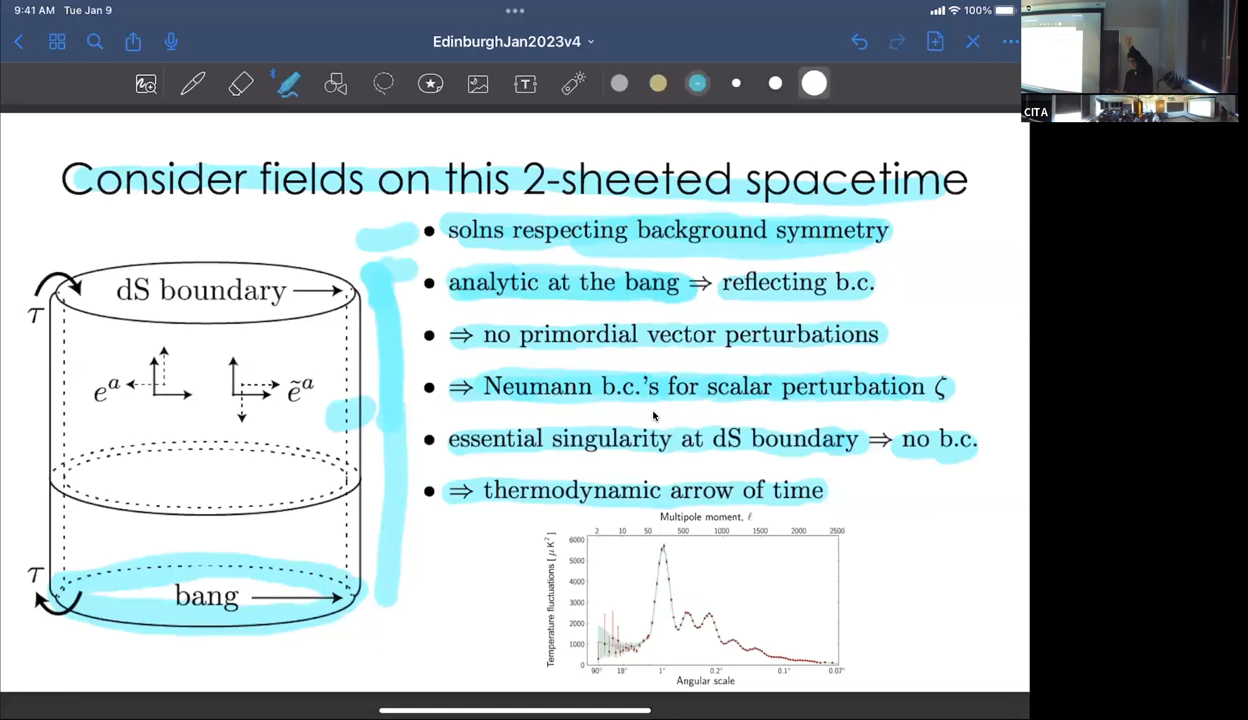 9:41 AM Tue Jan 9
100%
EdinburghJan2023v4
CITA
Consider fields on this 2-sheeted spacetime
• solns respecting background symmetry
• analytic at the bang ⇒ reflecting b.c.
• ⇒ no primordial vector perturbations
• ⇒ Neumann b.c.'s for scalar perturbation ζ
• essential singularity at dS boundary ⇒ no b.c.
• ⇒ thermodynamic arrow of time
dS boundary
τ
eᵃ
ẽᵃ
τ
bang
Multipole moment, ℓ
2 10 50 500 1000 1500 2000 2500
Temperature fluctuations [ μ K² ]
6000
5000
4000
3000
2000
1000
0
90° 18° 1° 0.2° 0.1° 0.07°
Angular scale